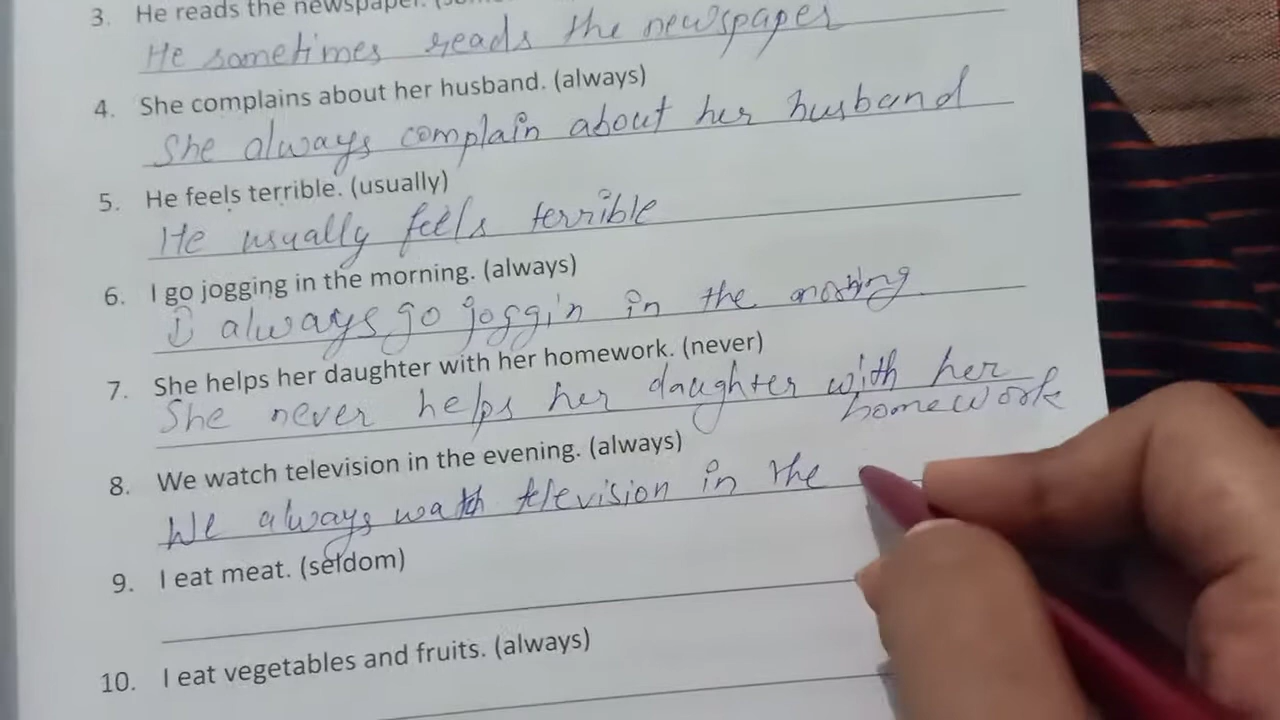 3. He reads the newspaper.
He sometimes reads the newspaper
4. She complains about her husband. (always)
She always complain about her husband
5. He feels terrible. (usually)
He usually feels terrible
6. I go jogging in the morning. (always)
I always go joggin in the morning
7. She helps her daughter with her homework. (never)
She never helps her daughter with her
homework
8. We watch television in the evening. (always)
We always watch television in the
9. I eat meat. (seldom)
10. I eat vegetables and fruits. (always)